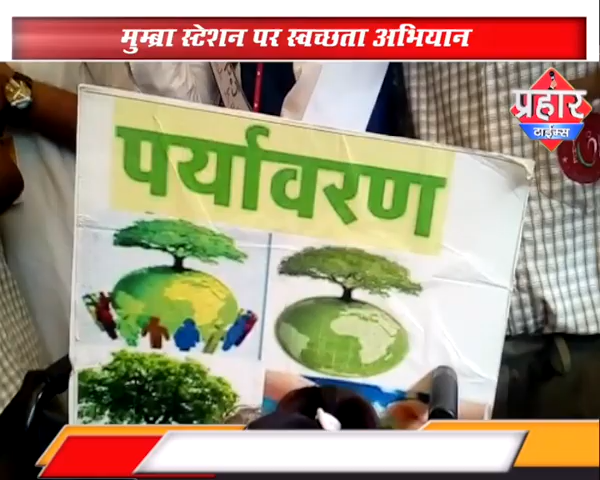 मुम्ब्रा स्टेशन पर स्वच्छता अभियान
प्रहार
टाईम्स
पर्यावरण